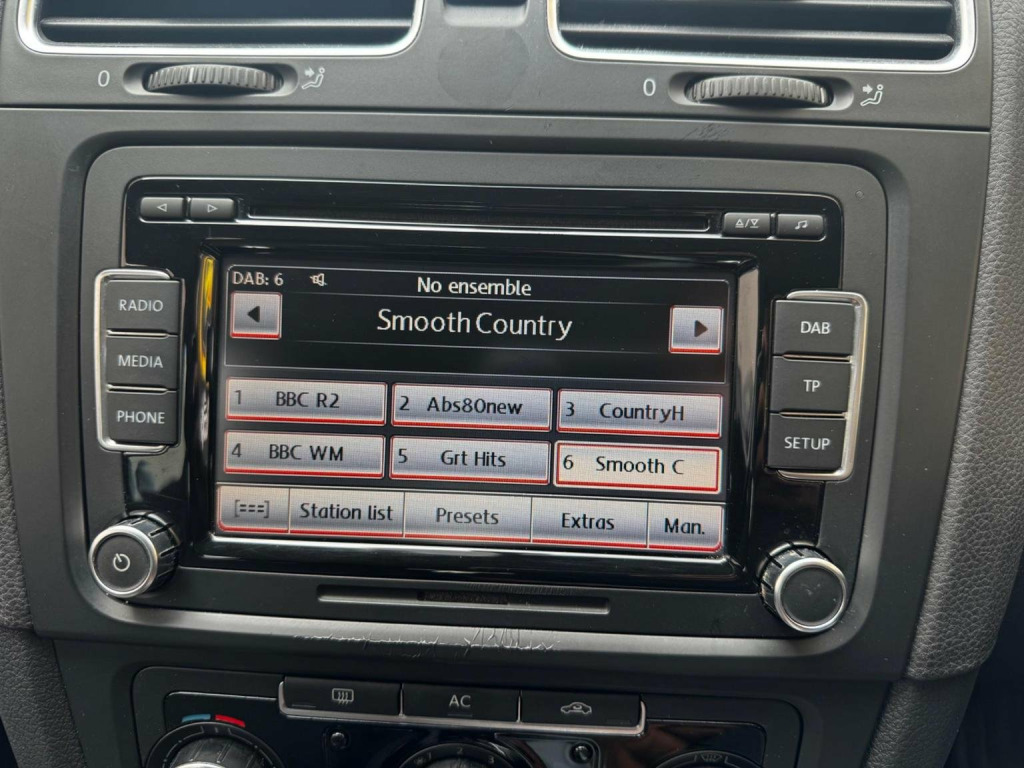 0 0
DAB: 6 No ensemble
Smooth Country
RADIO
MEDIA
PHONE
DAB
TP
SETUP
1 BBC R2 2 Abs80new 3 CountryH
4 BBC WM 5 Grt Hits 6 Smooth C
[===] Station list Presets Extras Man.
AC